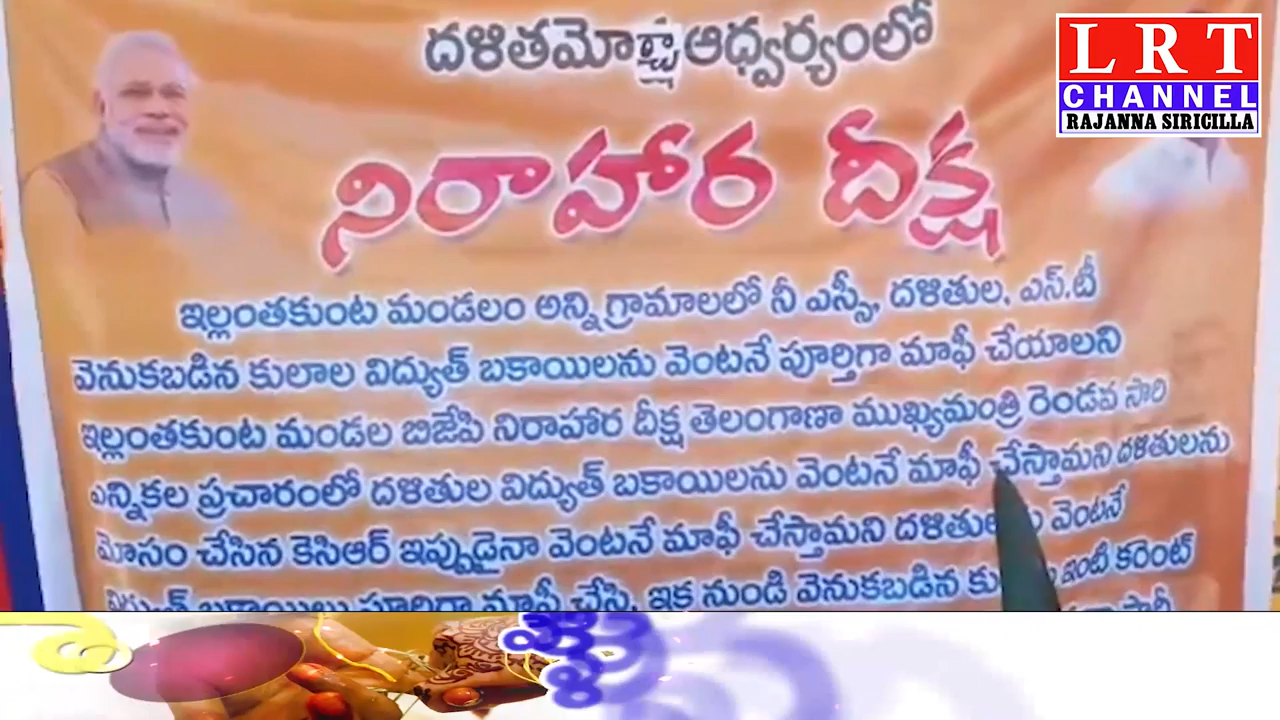 దళితమోర్చా ఆధ్వర్యంలో
L R T
CHANNEL
RAJANNA SIRICILLA
నిరాహార దీక్ష
ఇల్లంతకుంట మండలం అన్ని గ్రామాలలో నీ ఎస్సీ, దళితుల, ఎస్.టీ
వెనుకబడిన కులాల విద్యుత్ బకాయిలను వెంటనే పూర్తిగా మాఫీ చేయాలని
ఇల్లంతకుంట మండల బిజేపి నిరాహార దీక్ష తెలంగాణా ముఖ్యమంత్రి రెండవ సారి
ఎన్నికల ప్రచారంలో దళితుల విద్యుత్ బకాయిలను వెంటనే మాఫీ చేస్తామని దళితులను
మోసం చేసిన కెసిఆర్ ఇప్పుడైనా వెంటనే మాఫీ చేస్తామని వెంటనే
విద్యుత్ బకాయిలు పూర్తిగా మాఫీ చేసి, ఇక నుండి వెనుకబడిన ఇంటి కరెంట్